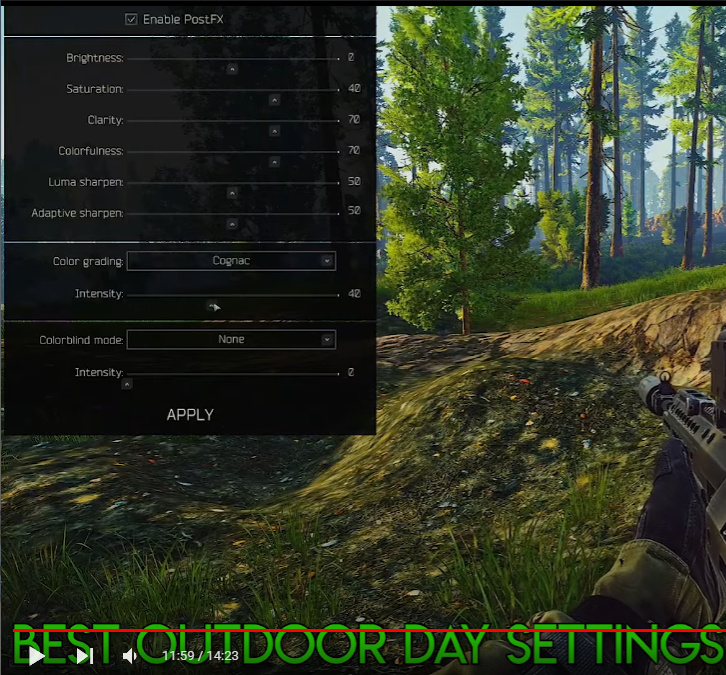 Enable PostFX
Brightness: 0
Saturation: 40
Clarity: 70
Colorfulness: 70
Luma sharpen: 50
Adaptive sharpen: 50
Color grading: Cognac
Intensity: 40
Colorblind mode: None
Intensity: 0
APPLY
BEST OUTDOOR DAY SETTINGS
11:59 / 14:23